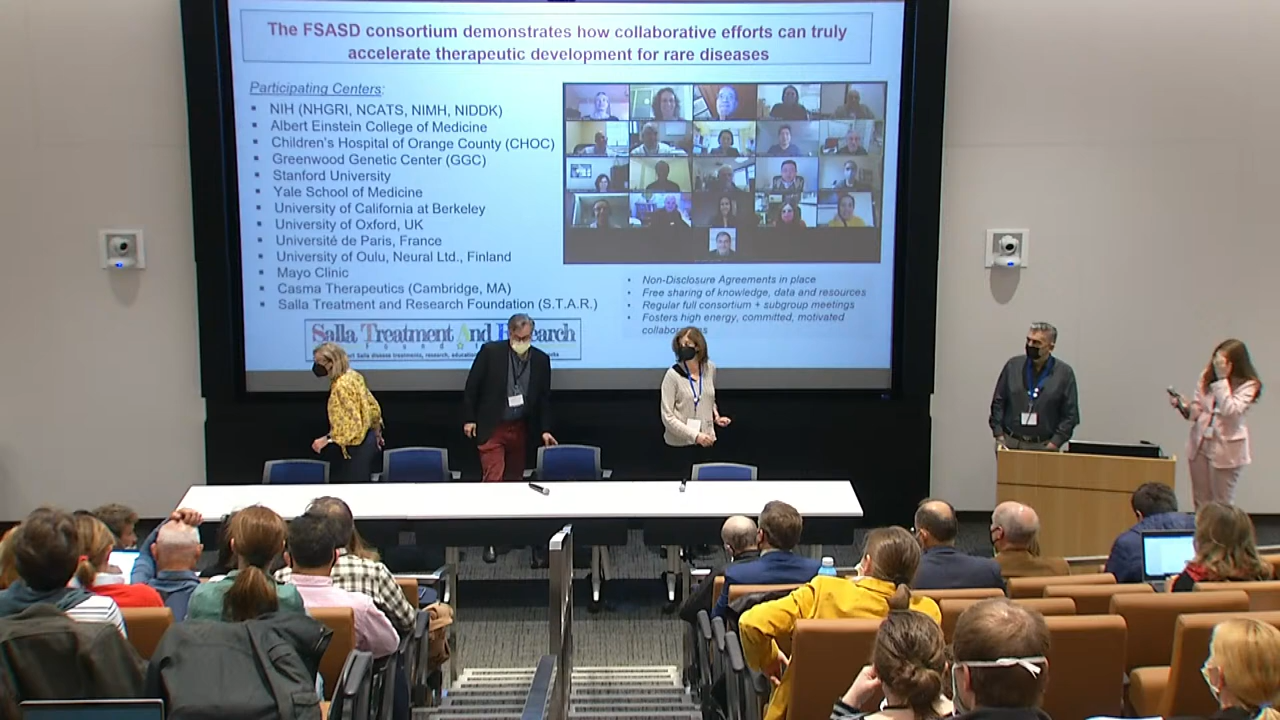 The FSASD consortium demonstrates how collaborative efforts can truly
accelerate therapeutic development for rare diseases
Participating Centers:
▪ NIH (NHGRI, NCATS, NIMH, NIDDK)
▪ Albert Einstein College of Medicine
▪ Children's Hospital of Orange County (CHOC)
▪ Greenwood Genetic Center (GGC)
▪ Stanford University
▪ Yale School of Medicine
▪ University of California at Berkeley
▪ University of Oxford, UK
▪ Université de Paris, France
▪ University of Oulu, Neural Ltd., Finland
▪ Mayo Clinic
▪ Casma Therapeutics (Cambridge, MA)
▪ Salla Treatment and Research Foundation (S.T.A.R.)
• Non-Disclosure Agreements in place
• Free sharing of knowledge, data and resources
• Regular full consortium + subgroup meetings
• Fosters high energy, committed, motivated
Salla Treatment And
Salla disease treatments, research,